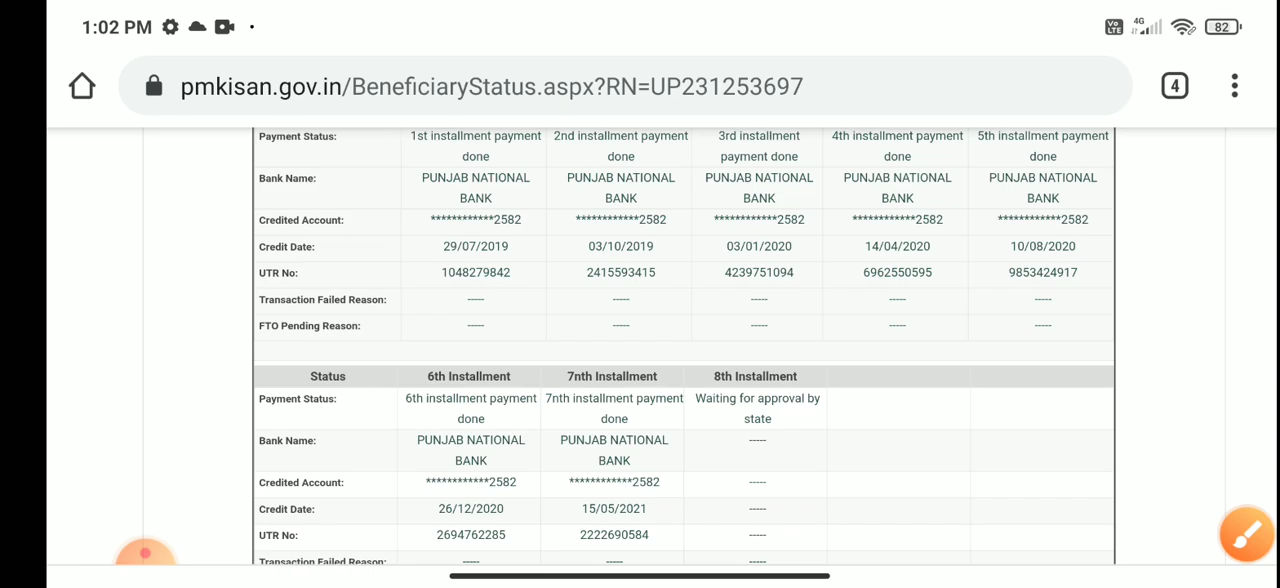 1:02 PM
4G
Vo LTE
82
pmkisan.gov.in/BeneficiaryStatus.aspx?RN=UP231253697
4
Payment Status: 1st installment payment done 2nd installment payment done 3rd installment payment done 4th installment payment done 5th installment payment done
Bank Name: PUNJAB NATIONAL BANK PUNJAB NATIONAL BANK PUNJAB NATIONAL BANK PUNJAB NATIONAL BANK PUNJAB NATIONAL BANK
Credited Account: ************2582 ************2582 ************2582 ************2582 ************2582
Credit Date: 29/07/2019 03/10/2019 03/01/2020 14/04/2020 10/08/2020
UTR No: 1048279842 2415593415 4239751094 6962550595 9853424917
Transaction Failed Reason: ----- ----- ----- ----- -----
FTO Pending Reason: ----- ----- ----- ----- -----
Status 6th Installment 7nth Installment 8th Installment
Payment Status: 6th installment payment done 7nth installment payment done Waiting for approval by state
Bank Name: PUNJAB NATIONAL BANK PUNJAB NATIONAL BANK -----
Credited Account: ************2582 ************2582 -----
Credit Date: 26/12/2020 15/05/2021 -----
UTR No: 2694762285 2222690584 -----
Transaction Failed Reason: ----- ----- -----